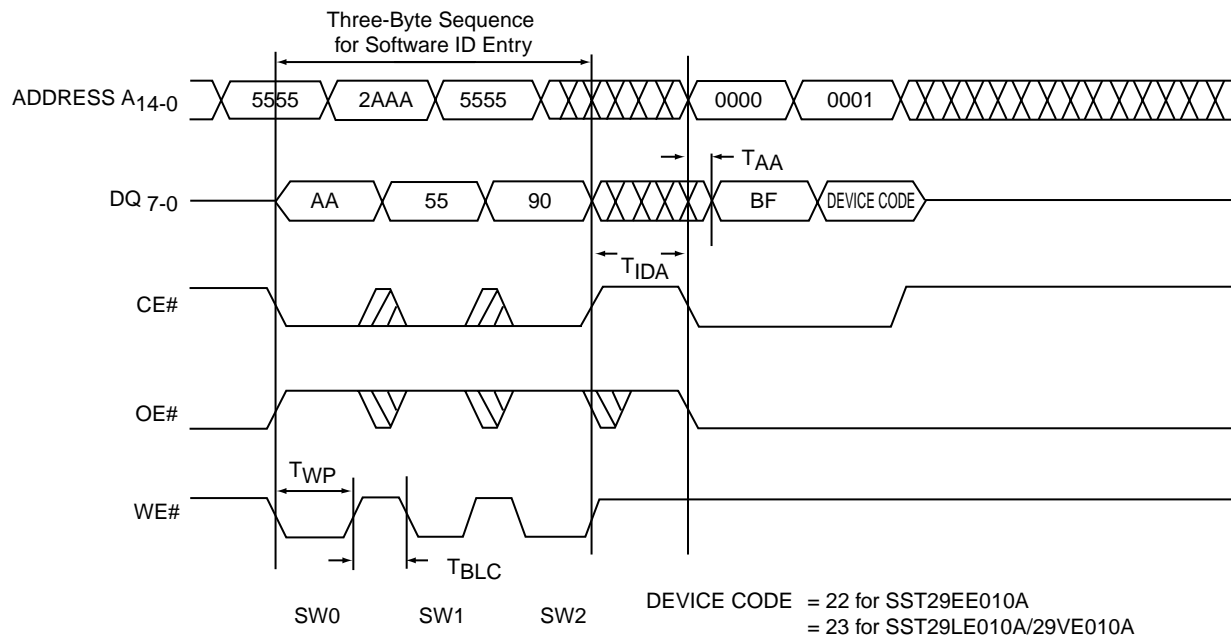 Three-Byte Sequence
for Software ID Entry
ADDRESS A14-0
5555
2AAA
5555
0000
0001
TAA
DQ 7-0
AA
55
90
BF
DEVICE CODE
TIDA
CE#
OE#
TWP
WE#
TBLC
SW0
SW1
SW2
DEVICE CODE = 22 for SST29EE010A
= 23 for SST29LE010A/29VE010A